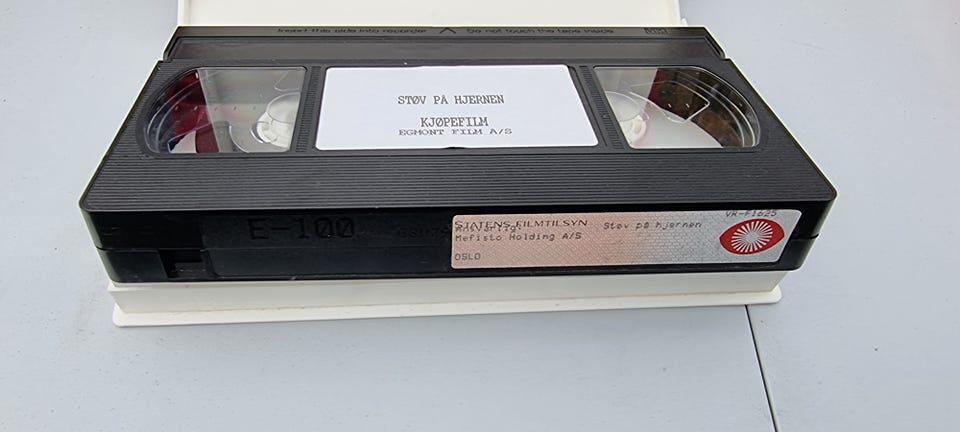 Insert this side into recorder
Do not touch the tape inside
STØV PÅ HJERNEN
KJØPEFILM
EGMONT FILM A/S
E-100
VR-F1625
STATENS FILMTILSYN
Ansvarlig:
Støv på hjernen
Mefisto Holding A/S
OSLO